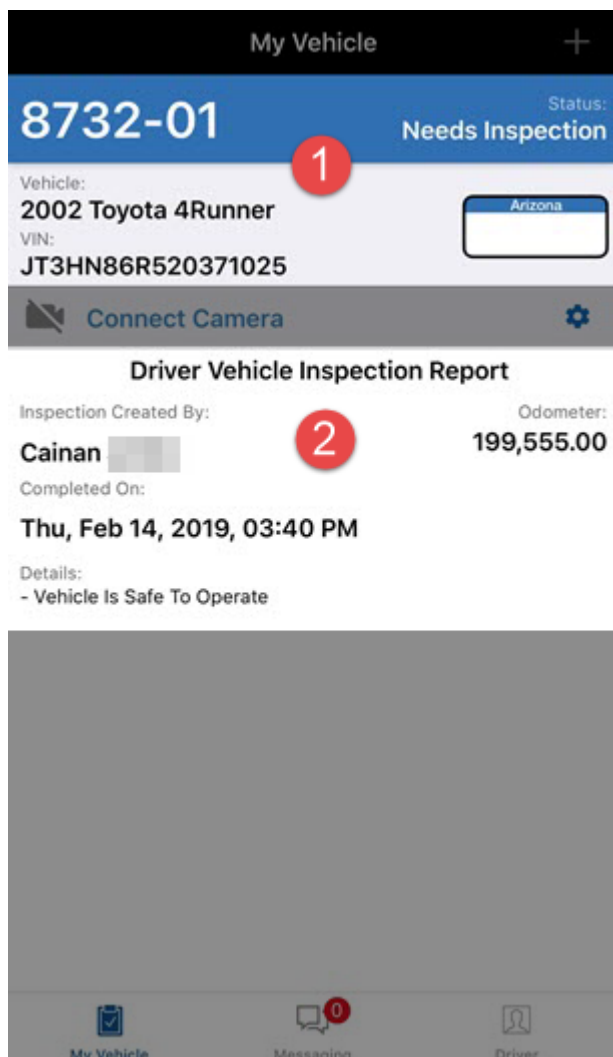 My Vehicle
8732-01
Status:
Needs Inspection
1
Vehicle:
2002 Toyota 4Runner
Arizona
VIN:
JT3HN86R520371025
Connect Camera
Driver Vehicle Inspection Report
Inspection Created By:
Odometer:
2
Cainan
199,555.00
Completed On:
Thu, Feb 14, 2019, 03:40 PM
Details:
- Vehicle Is Safe To Operate
0
My Vehicle
Messaging
Driver